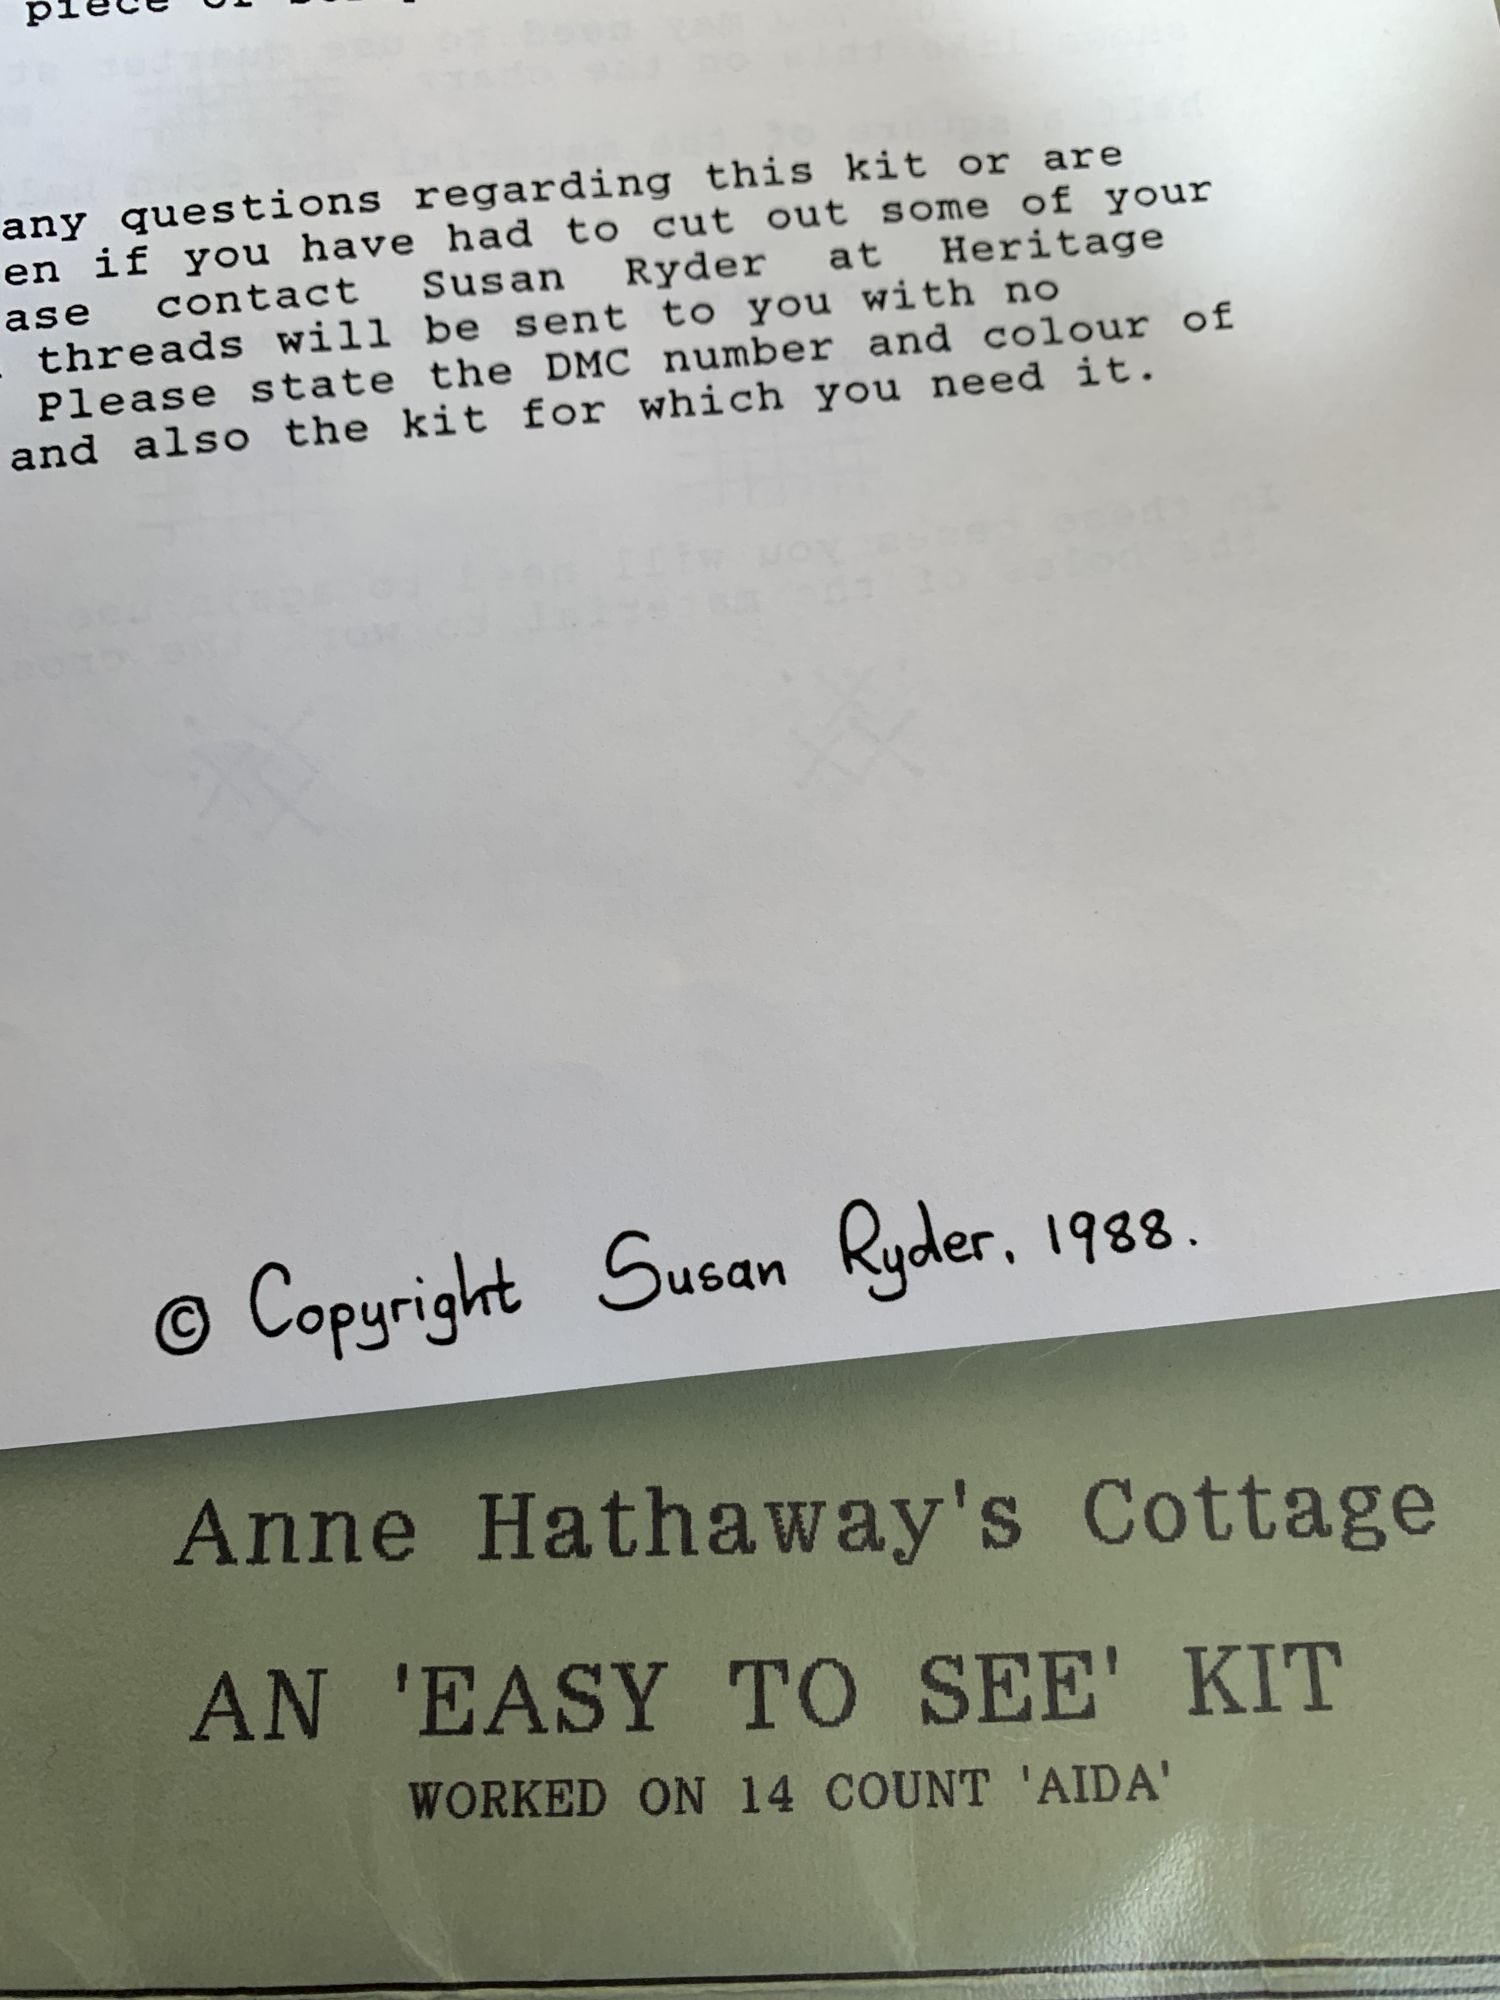 piece of
any questions regarding this kit or are
en if you have had to cut out some of your
ase contact Susan Ryder at Heritage
threads will be sent to you with no
Please state the DMC number and colour of
and also the kit for which you need it.
© Copyright Susan Ryder, 1988.
Anne Hathaway's Cottage
AN 'EASY TO SEE' KIT
WORKED ON 14 COUNT 'AIDA'